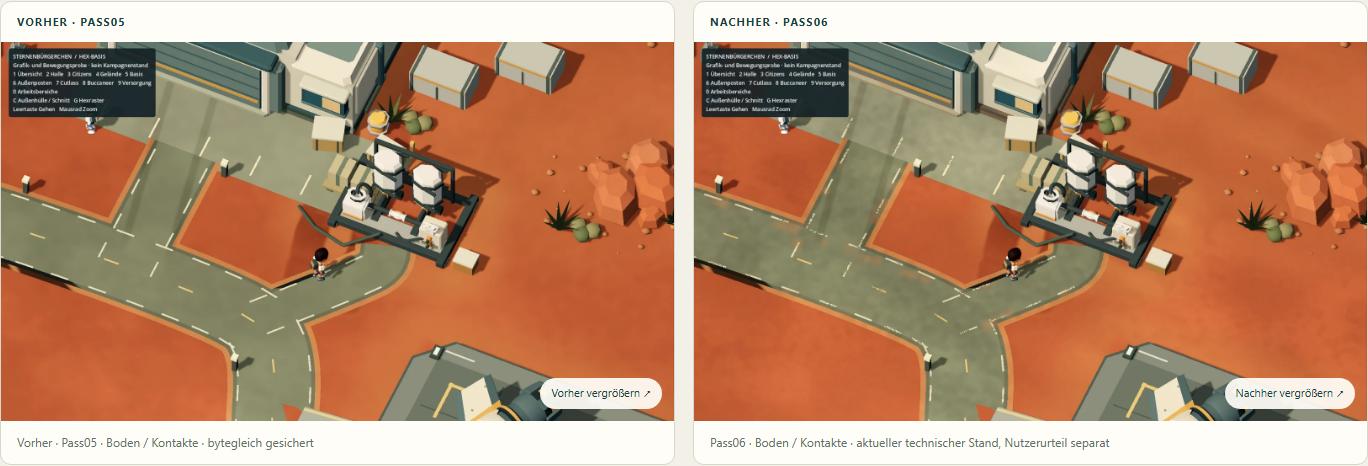 VORHER · PASS05
STERNENBÜRGERCHEN / HEX-BASIS
Grafik- und Bewegungsprobe · kein Kampagnenstand
1 Übersicht 2 Halle 3 Citizens 4 Gelände 5 Basis
6 Außenposten 7 Cutlass 8 Buccaneer 9 Versorgung
B Arbeitsbereiche
C Außenhülle / Schnitt G Hexraster
Leertaste Gehen Mausrad Zoom
Vorher vergrößern ↗
Vorher · Pass05 · Boden / Kontakte · bytegleich gesichert
NACHHER · PASS06
STERNENBÜRGERCHEN / HEX-BASIS
Grafik- und Bewegungsprobe · kein Kampagnenstand
1 Übersicht 2 Halle 3 Citizens 4 Gelände 5 Basis
6 Außenposten 7 Cutlass 8 Buccaneer 9 Versorgung
B Arbeitsbereiche
C Außenhülle / Schnitt G Hexraster
Leertaste Gehen Mausrad Zoom
Nachher vergrößern ↗
Pass06 · Boden / Kontakte · aktueller technischer Stand, Nutzerurteil separat